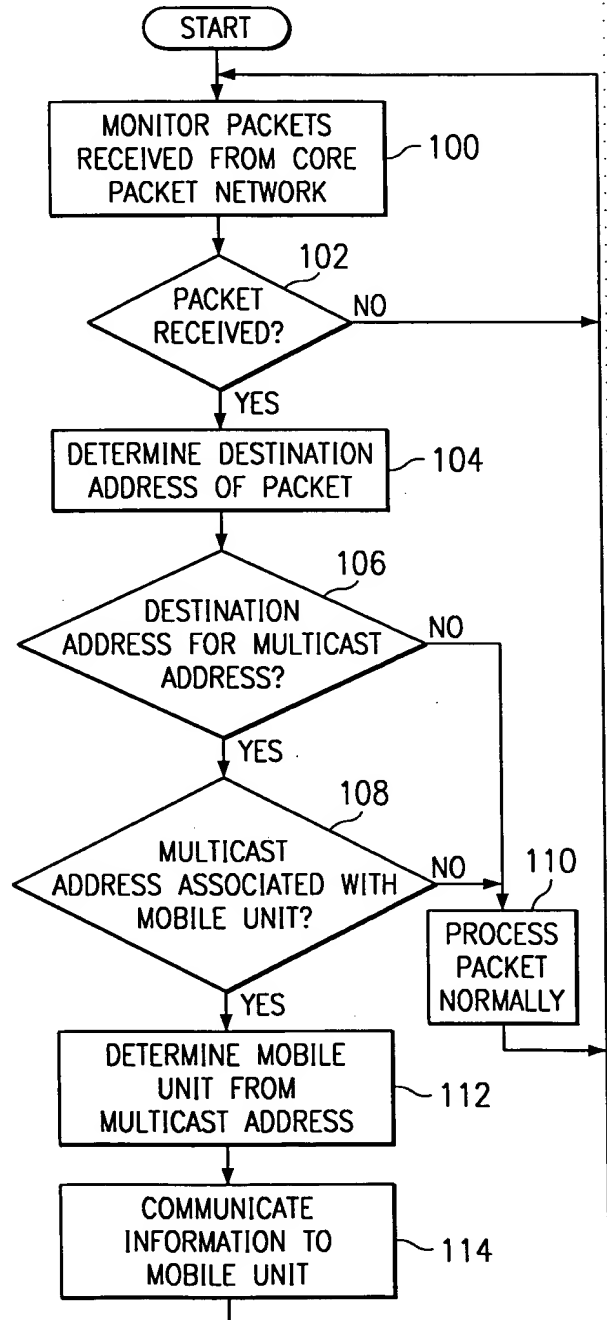 START
MONITOR PACKETS
RECEIVED FROM CORE
PACKET NETWORK
100
102
PACKET
RECEIVED?
NO
YES
DETERMINE DESTINATION
ADDRESS OF PACKET
104
106
DESTINATION
ADDRESS FOR MULTICAST
ADDRESS?
NO
YES
108
MULTICAST
ADDRESS ASSOCIATED WITH
MOBILE UNIT?
NO
110
PROCESS
PACKET
NORMALLY
YES
DETERMINE MOBILE
UNIT FROM
MULTICAST ADDRESS
112
COMMUNICATE
INFORMATION TO
MOBILE UNIT
114